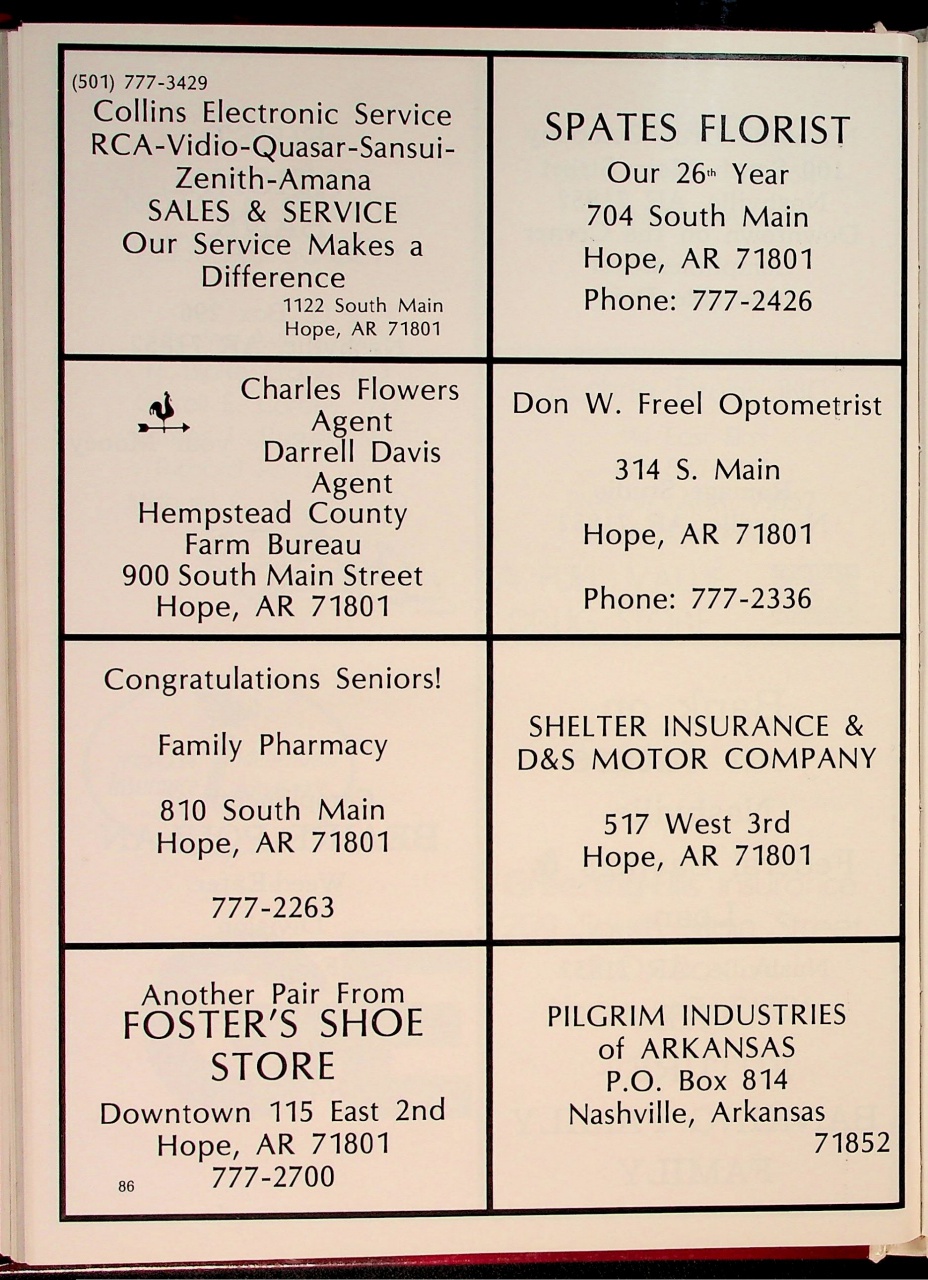 (501) 777-3429
Collins Electronic Service
RCA-Vidio-Quasar-Sansui-
Zenith-Amana
SALES & SERVICE
Our Service Makes a
Difference
1122 South Main
Hope, AR 71801
SPATES FLORIST
Our 26th Year
704 South Main
Hope, AR 71801
Phone: 777-2426
Charles Flowers
Agent
Darrell Davis
Agent
Hempstead County
Farm Bureau
900 South Main Street
Hope, AR 71801
Don W. Freel Optometrist
314 S. Main
Hope, AR 71801
Phone: 777-2336
Congratulations Seniors!
Family Pharmacy
810 South Main
Hope, AR 71801
777-2263
SHELTER INSURANCE &
D&S MOTOR COMPANY
517 West 3rd
Hope, AR 71801
Another Pair From
FOSTER'S SHOE
STORE
Downtown 115 East 2nd
Hope, AR 71801
777-2700
PILGRIM INDUSTRIES
of ARKANSAS
P.O. Box 814
Nashville, Arkansas
71852
86